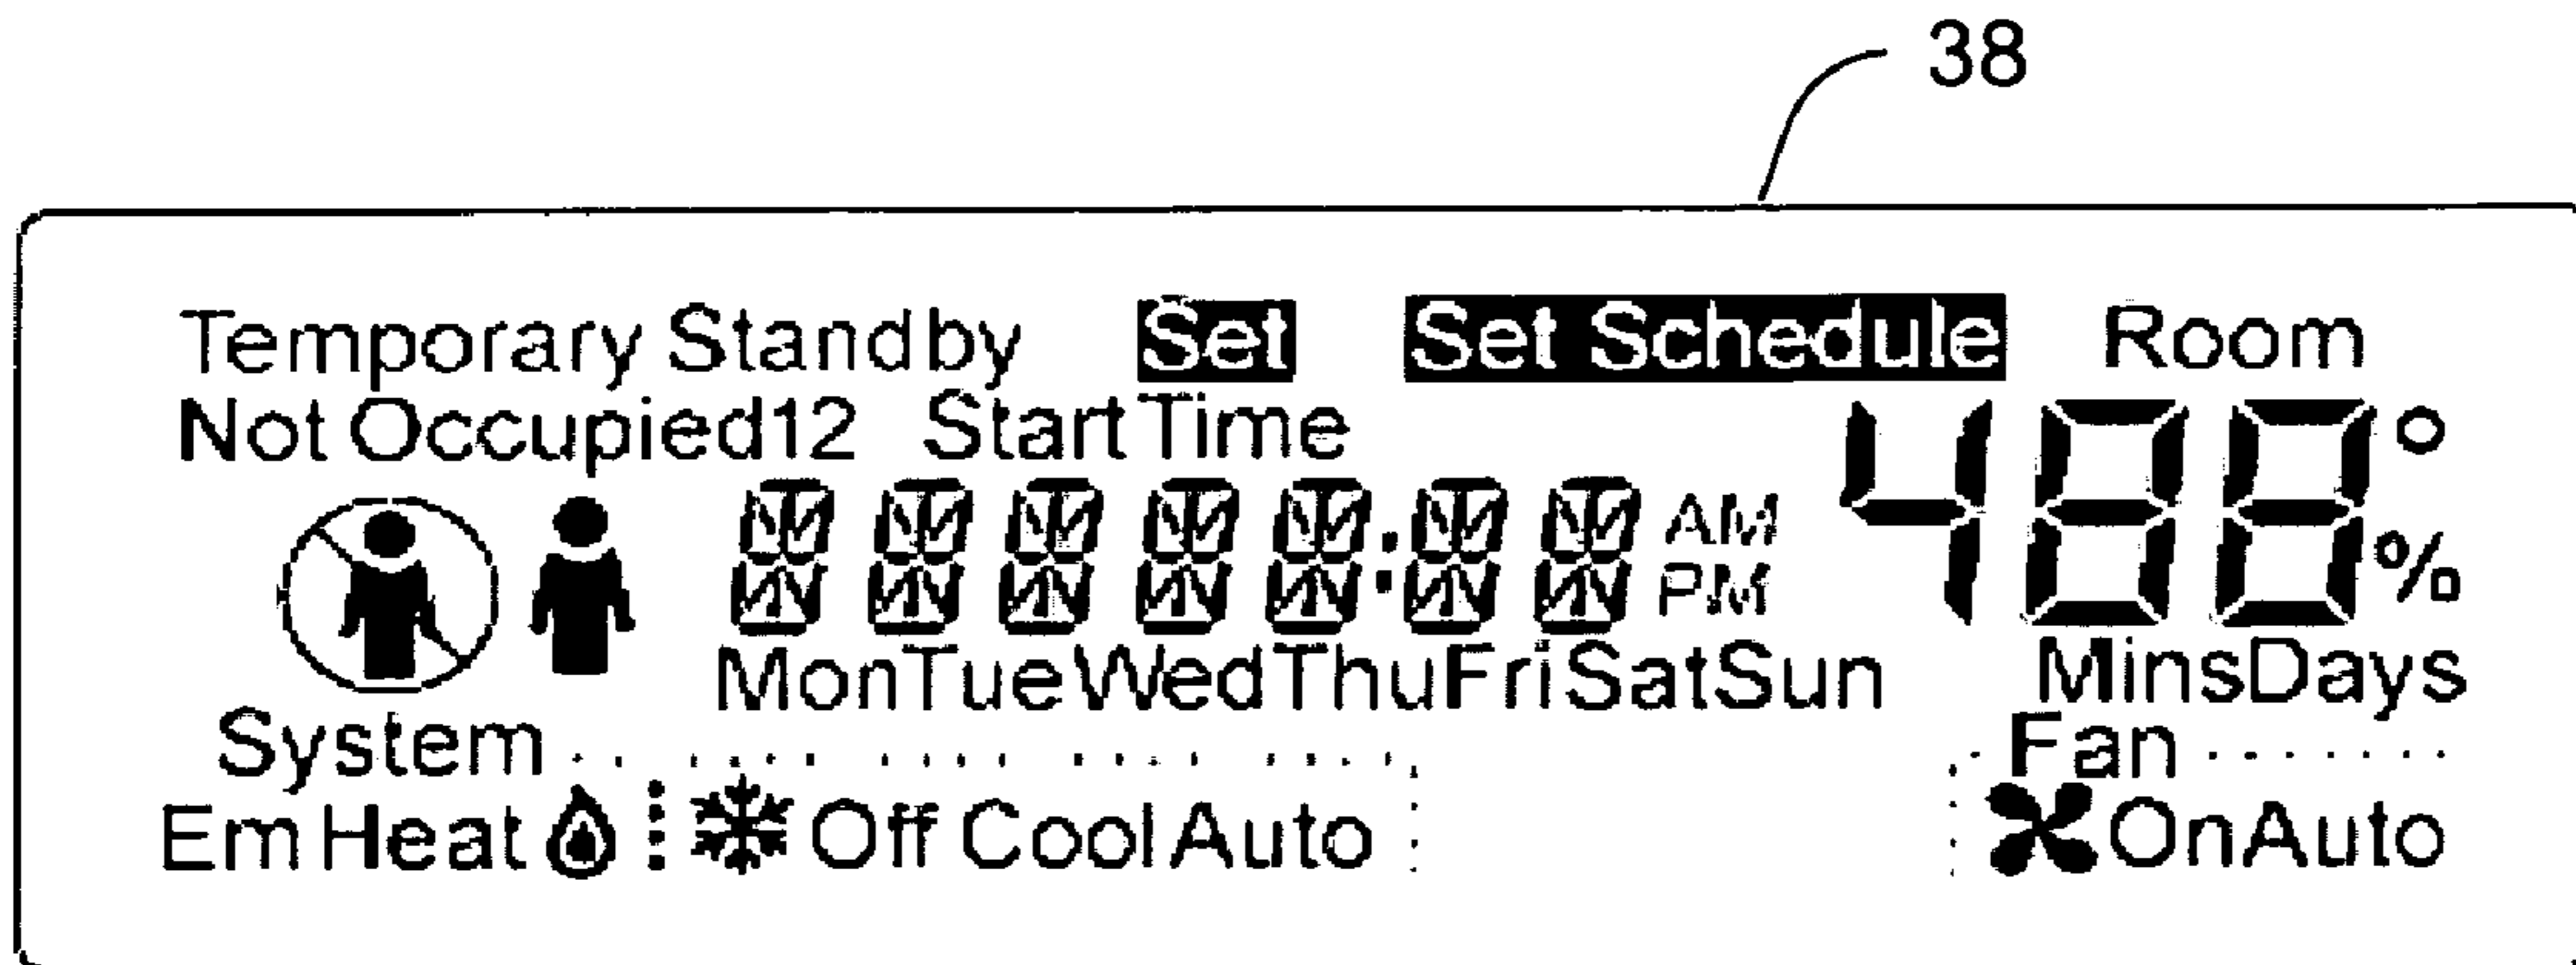 38
Temporary Standby Set Set Schedule Room
Not Occupied12 Start Time
488°
AM
PM
%
MonTueWedThuFriSatSun MinsDays
System Fan
Em Heat Off Cool Auto OnAuto